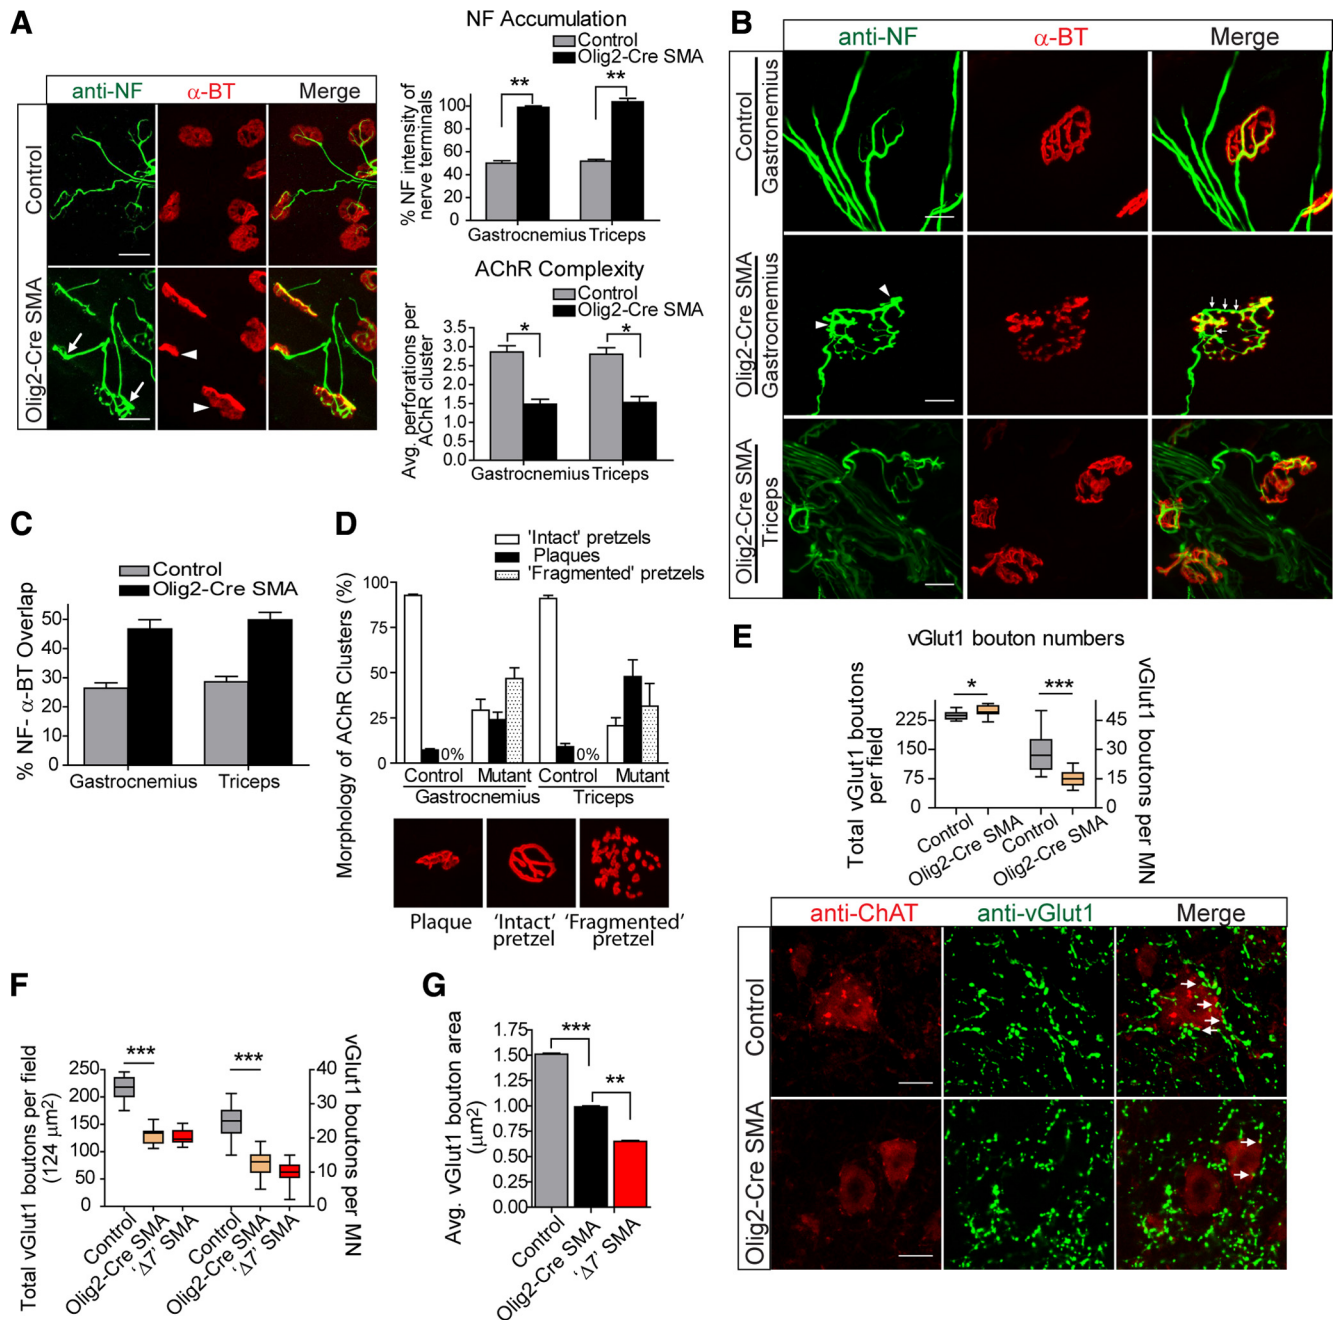 A
NF Accumulation
Control
Olig2-Cre SMA
anti-NF
α-BT
Merge
Control
Olig2-Cre SMA
% NF intensity of
nerve terminals
100
80
60
40
20
0
**
**
Gastrocnemius
Triceps
AChR Complexity
Control
Olig2-Cre SMA
Avg. perforations per
AChR cluster
3.5
3.0
2.5
2.0
1.5
1.0
0.5
0.0
*
*
Gastrocnemius
Triceps
B
anti-NF
α-BT
Merge
Control
Gastronemius
Olig2-Cre SMA
Gastrocnemius
Olig2-Cre SMA
Triceps
C
Control
Olig2-Cre SMA
% NF- α-BT Overlap
50
40
30
20
10
0
Gastrocnemius
Triceps
D
'Intact' pretzels
Plaques
'Fragmented' pretzels
Morphology of AChR Clusters (%)
100
75
50
25
0
0%
0%
Control
Mutant
Control
Mutant
Gastrocnemius
Triceps
Plaque
'Intact'
pretzel
'Fragmented'
pretzel
E
vGlut1 bouton numbers
Total vGlut1 boutons
per field
225
150
75
0
*
***
45
30
15
0
vGlut1 boutons per MN
Control
Olig2-Cre SMA
Control
Olig2-Cre SMA
anti-ChAT
anti-vGlut1
Merge
Control
Olig2-Cre SMA
F
Total vGlut1 boutons per field
(124 μm2)
250
200
150
100
50
0
***
***
40
30
20
10
0
vGlut1 boutons per MN
Control
Olig2-Cre SMA
'Δ7' SMA
Control
Olig2-Cre SMA
'Δ7' SMA
G
Avg. vGlut1 bouton area
(μm2)
1.75
1.50
1.25
1.00
0.75
0.50
0.25
0.00
***
**
Control
Olig2-Cre SMA
'Δ7' SMA